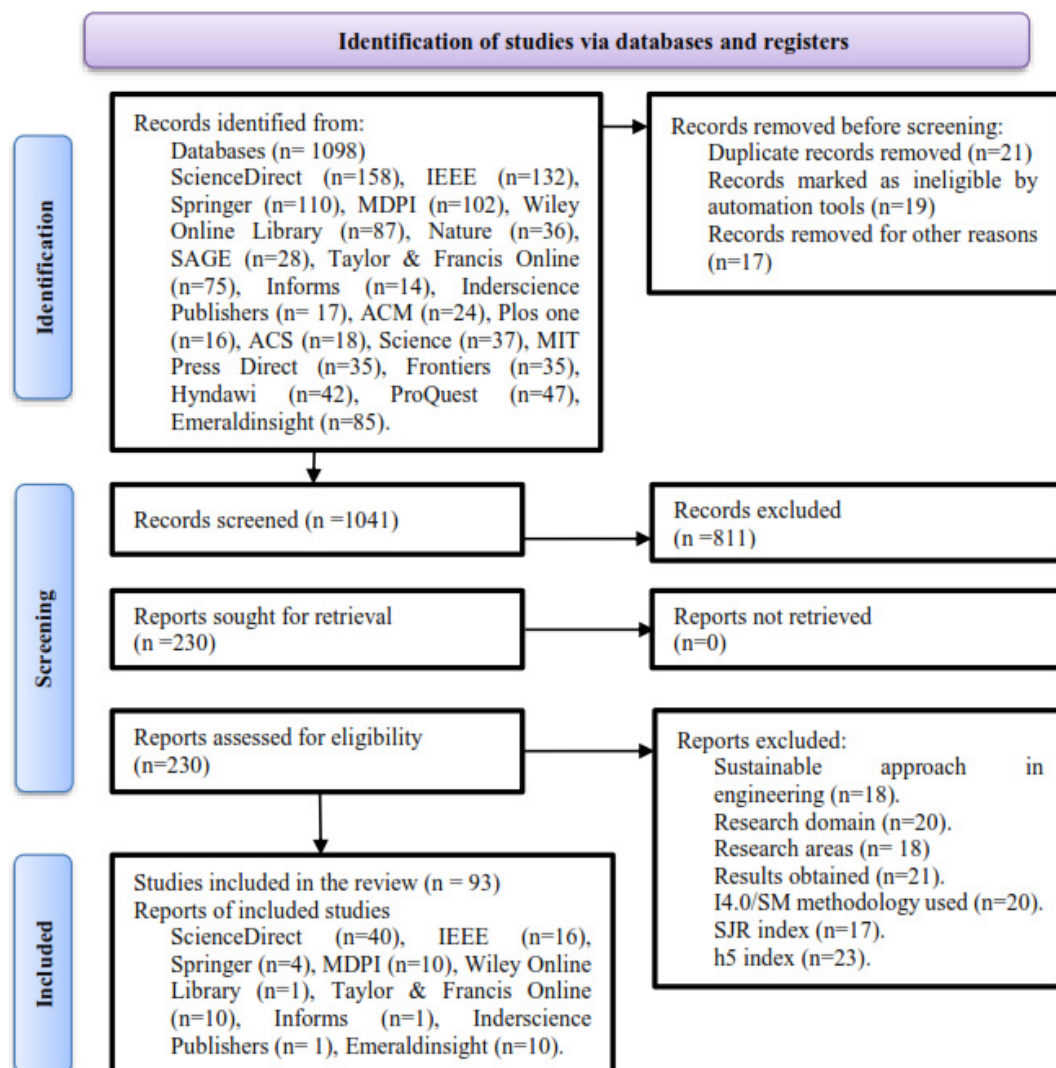 Identification of studies via databases and registers
Identification
Records identified from:
Databases (n= 1098)
ScienceDirect (n=158), IEEE (n=132),
Springer (n=110), MDPI (n=102), Wiley
Online Library (n=87), Nature (n=36),
SAGE (n=28), Taylor & Francis Online
(n=75), Informs (n=14), Inderscience
Publishers (n= 17), ACM (n=24), Plos one
(n=16), ACS (n=18), Science (n=37), MIT
Press Direct (n=35), Frontiers (n=35),
Hyndawi (n=42), ProQuest (n=47),
Emeraldinsight (n=85).
Records removed before screening:
Duplicate records removed (n=21)
Records marked as ineligible by
automation tools (n=19)
Records removed for other reasons
(n=17)
Screening
Records screened (n =1041)
Records excluded
(n =811)
Reports sought for retrieval
(n =230)
Reports not retrieved
(n=0)
Reports assessed for eligibility
(n=230)
Reports excluded:
Sustainable approach in
engineering (n=18).
Research domain (n=20).
Research areas (n= 18)
Results obtained (n=21).
I4.0/SM methodology used (n=20).
SJR index (n=17).
h5 index (n=23).
Included
Studies included in the review (n = 93)
Reports of included studies
ScienceDirect (n=40), IEEE (n=16),
Springer (n=4), MDPI (n=10), Wiley Online
Library (n=1), Taylor & Francis Online
(n=10), Informs (n=1), Inderscience
Publishers (n= 1), Emeraldinsight (n=10).